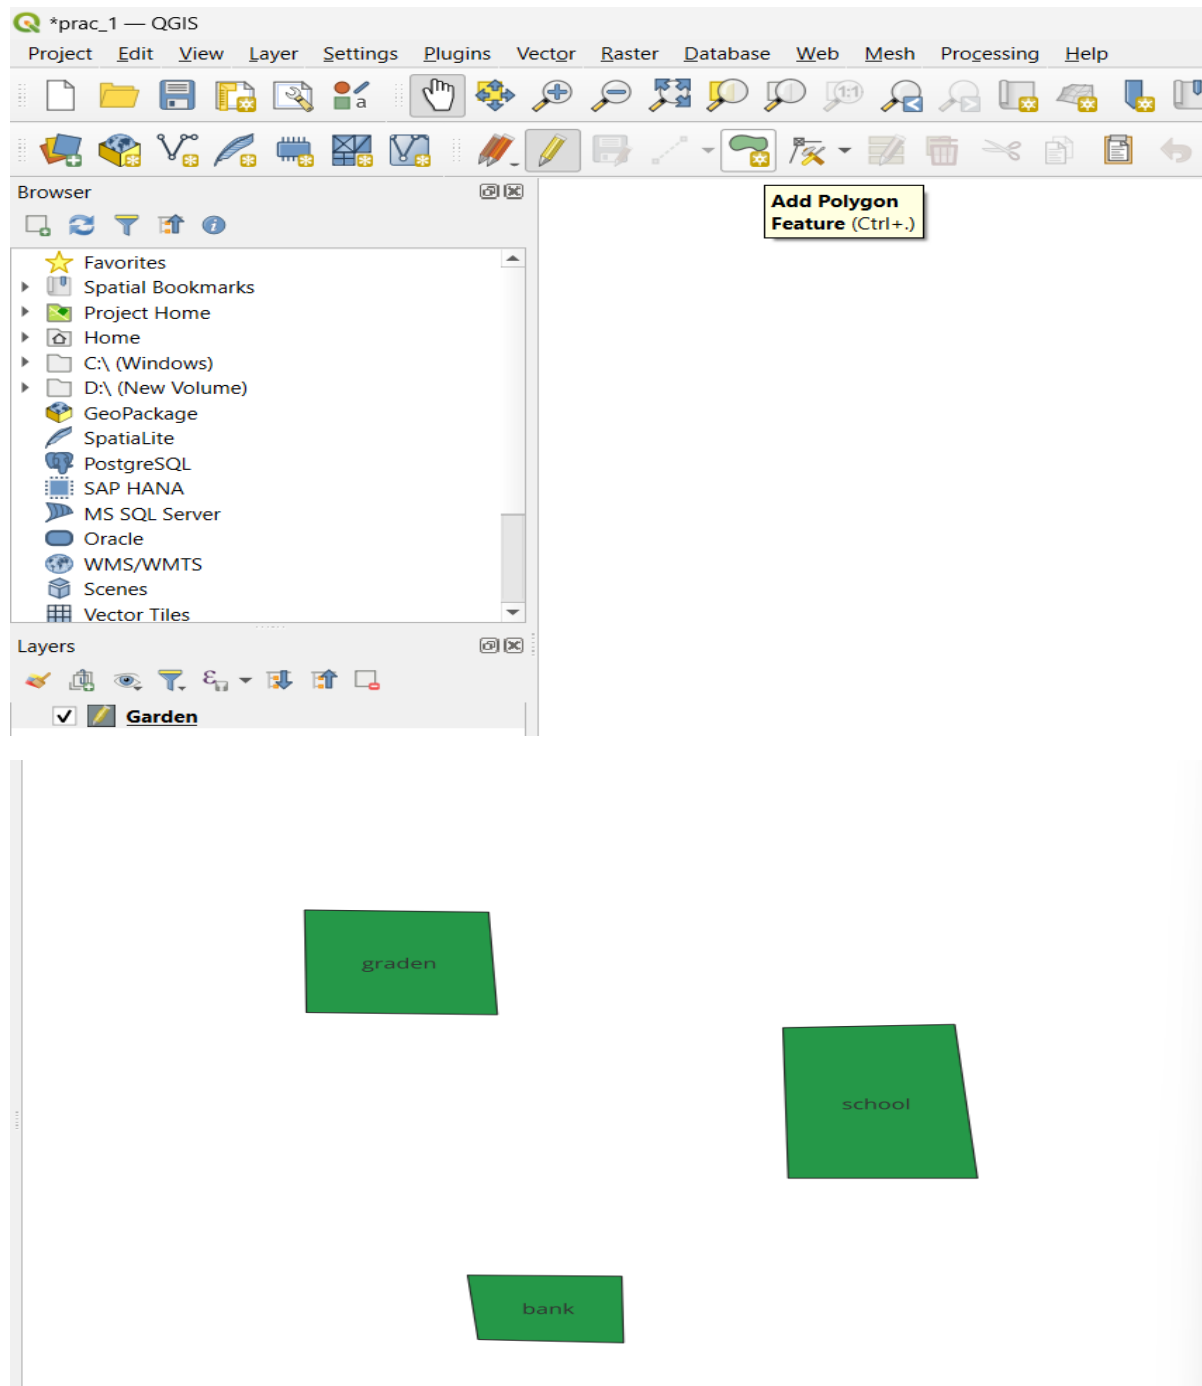 *prac_1 — QGIS
Project Edit View Layer Settings Plugins Vector Raster Database Web Mesh Processing Help
a
1:1
Browser
Add Polygon
Feature (Ctrl+.)
Favorites
Spatial Bookmarks
Project Home
Home
C:\ (Windows)
D:\ (New Volume)
GeoPackage
SpatiaLite
PostgreSQL
SAP HANA
MS SQL Server
Oracle
WMS/WMTS
Scenes
Vector Tiles
Layers
ε
Garden
graden
school
bank